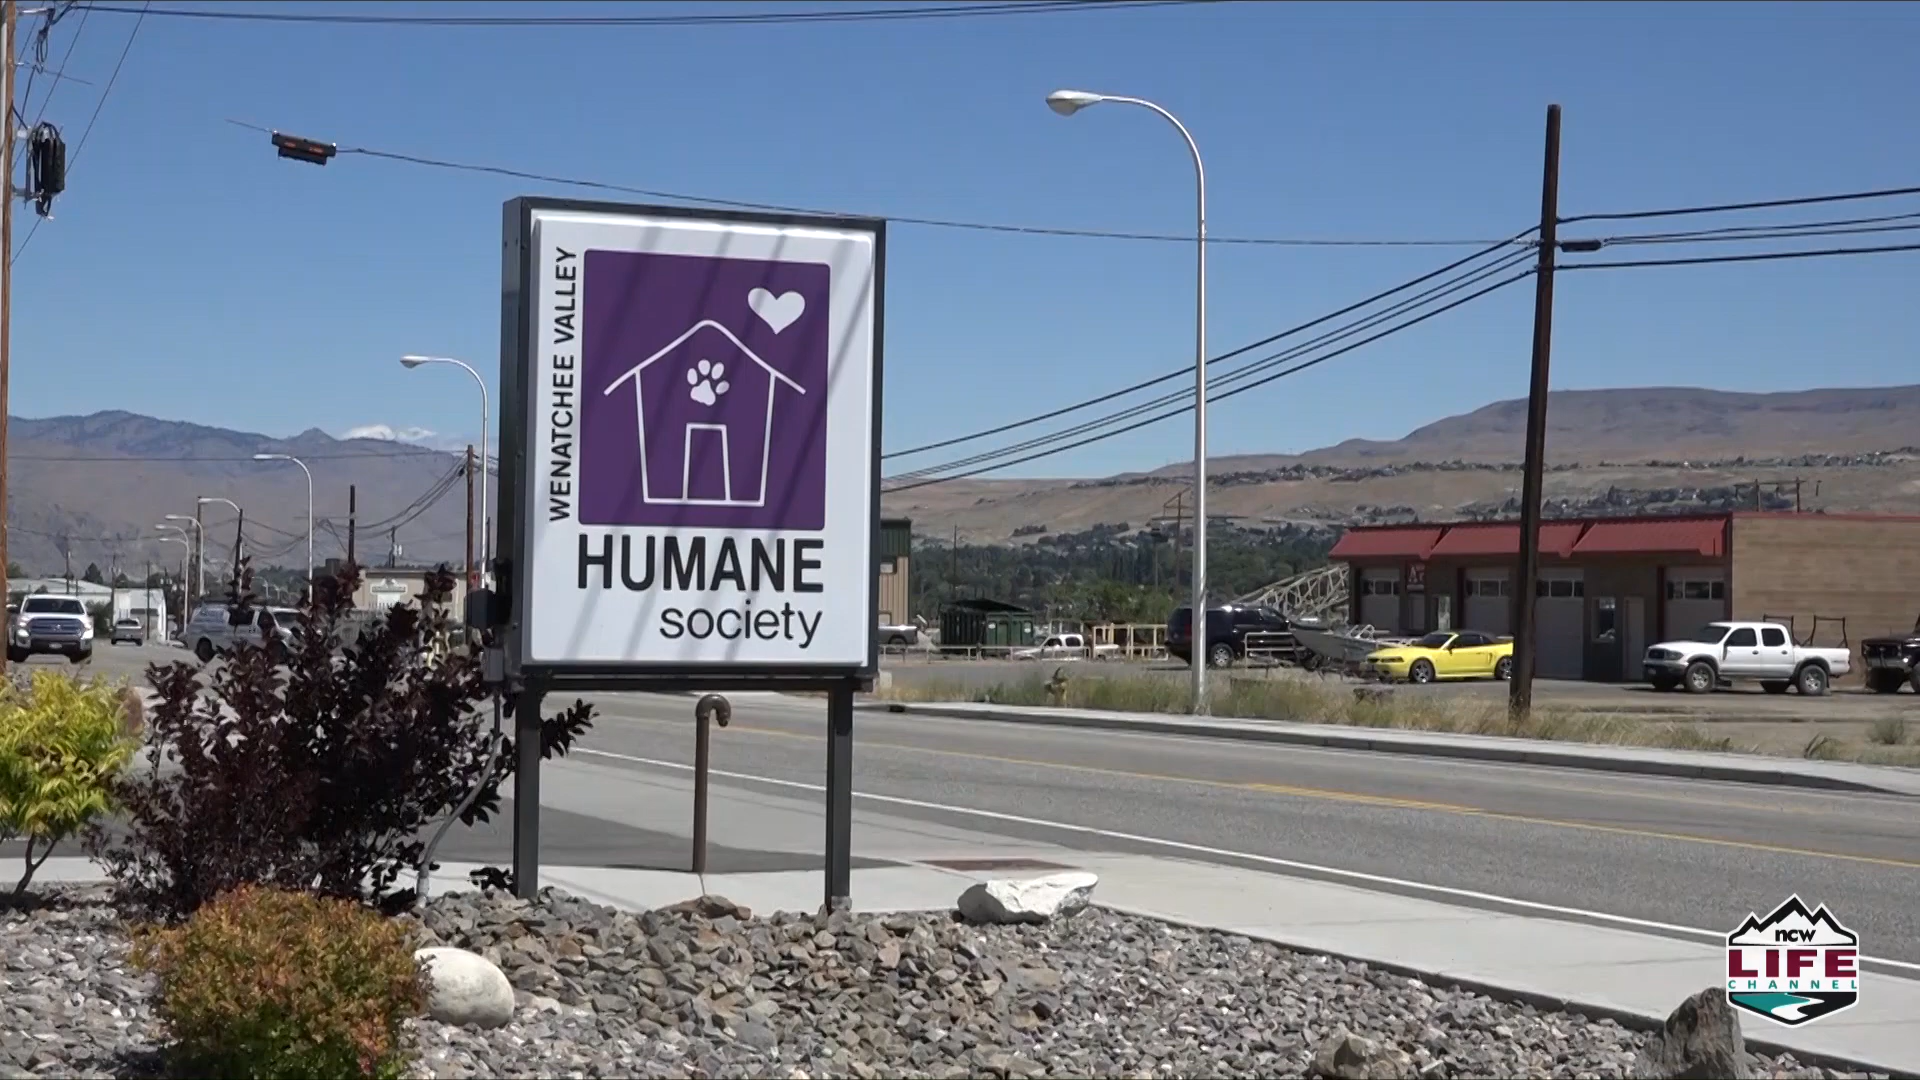 WENATCHEE VALLEY
HUMANE
society
ncw
LIFE
CHANNEL